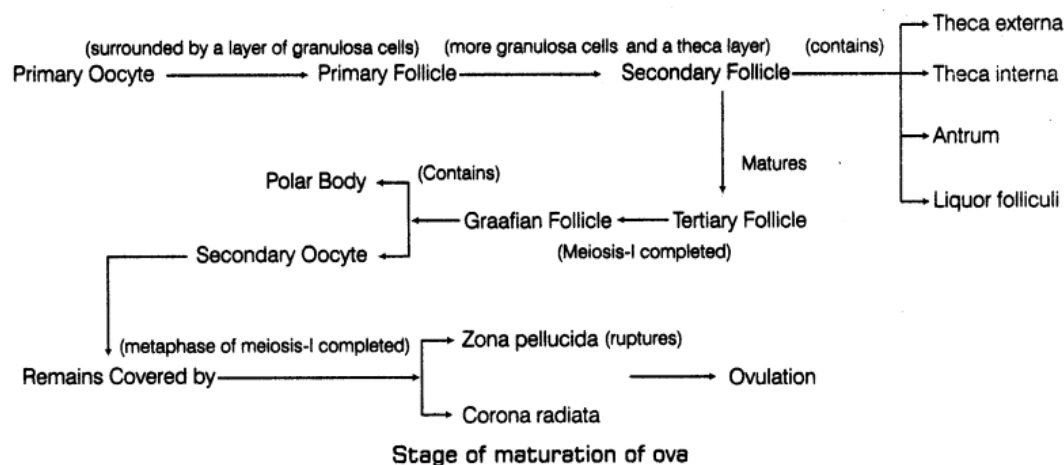 Theca externa
(surrounded by a layer of granulosa cells) (more granulosa cells and a theca layer) (contains)
Primary Oocyte Primary Follicle Secondary Follicle Theca interna
Antrum
Matures
Polar Body (Contains)
Liquor folliculi
Graafian Follicle Tertiary Follicle
Secondary Oocyte (Meiosis-I completed)
(metaphase of meiosis-I completed) Zona pellucida (ruptures)
Remains Covered by Ovulation
Corona radiata
Stage of maturation of ova